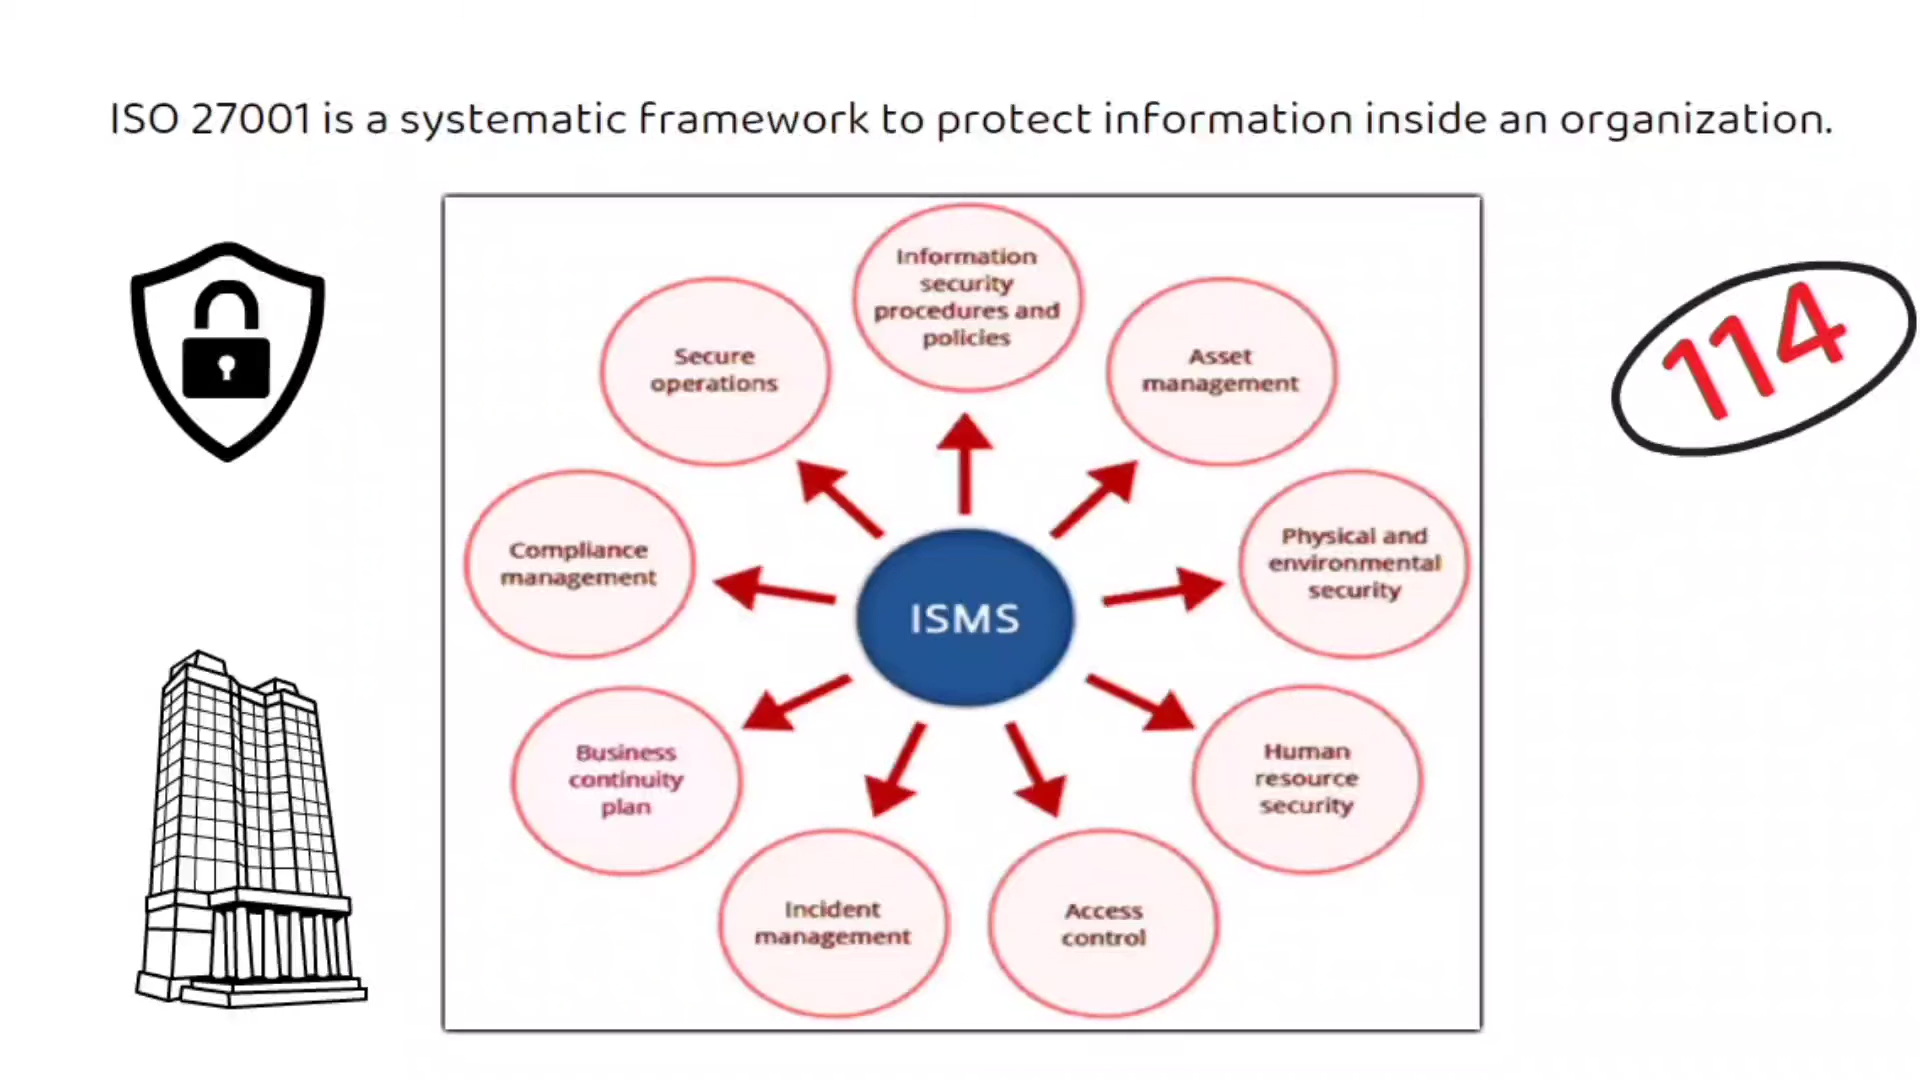 ISO 27001 is a systematic framework to protect information inside an organization.
Information
security
procedures and
policies
Secure
operations
Asset
management
114
Compliance
management
Physical and
environmental
security
ISMS
Business
continuity
plan
Human
resource
security
Incident
management
Access
control